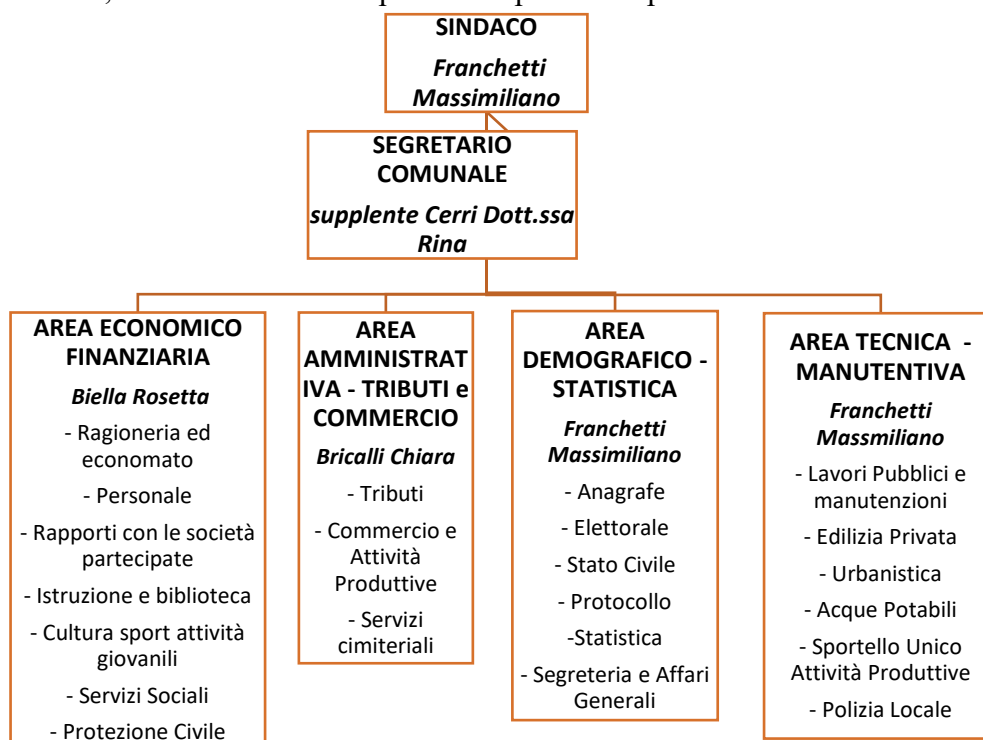 SINDACO
Franchetti
Massimiliano
SEGRETARIO
COMUNALE
supplente Cerri Dott.ssa
Rina
AREA ECONOMICO
FINANZIARIA
Biella Rosetta
- Ragioneria ed
economato
- Personale
- Rapporti con le società
partecipate
- Istruzione e biblioteca
- Cultura sport attività
giovanili
- Servizi Sociali
- Protezione Civile
AREA
AMMINISTRAT
IVA - TRIBUTI e
COMMERCIO
Bricalli Chiara
- Tributi
- Commercio e
Attività
Produttive
- Servizi
cimiteriali
AREA
DEMOGRAFICO -
STATISTICA
Franchetti
Massimiliano
- Anagrafe
- Elettorale
- Stato Civile
- Protocollo
-Statistica
- Segreteria e Affari
Generali
AREA TECNICA -
MANUTENTIVA
Franchetti
Massmiliano
- Lavori Pubblici e
manutenzioni
- Edilizia Privata
- Urbanistica
- Acque Potabili
- Sportello Unico
Attività Produttive
- Polizia Locale